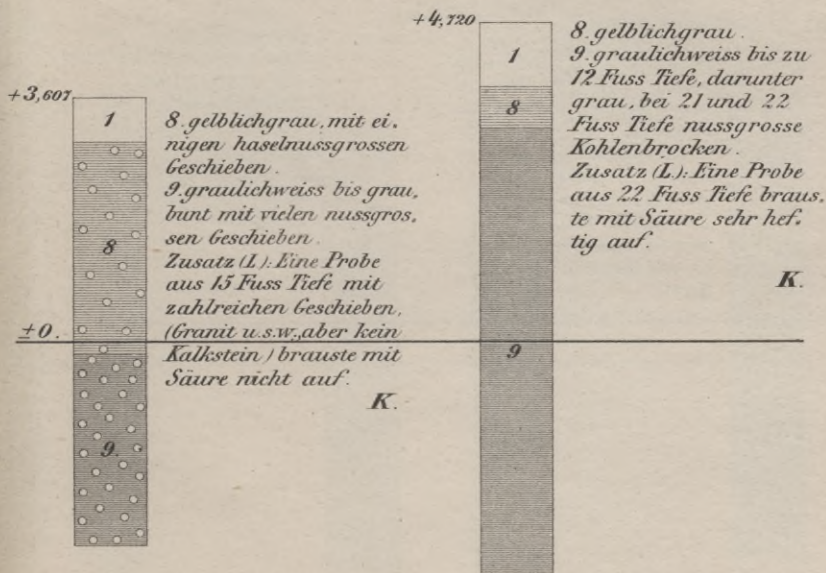 +3,607
1
8
±0.
9.
8. gelblichgrau, mit ei.
nigen haselnussgrossen
Geschieben.
9. graulichweiss bis grau,
bunt mit vielen nussgros.
sen Geschieben.
Zusatz (L): Eine Probe
aus 15 Fuss Tiefe mit
zahlreichen Geschieben,
(Granit u.s.w., aber kein
Kalkstein) brauste mit
Säure nicht auf.
K.
+4,720
1
8
9
8. gelblichgrau.
9. graulichweiss bis zu
12 Fuss Tiefe, darunter
grau, bei 21 und 22
Fuss Tiefe nussgrosse
Kohlenbrocken.
Zusatz (L): Eine Probe
aus 22 Fuss Tiefe braus.
te mit Säure sehr hef.
tig auf.
K.